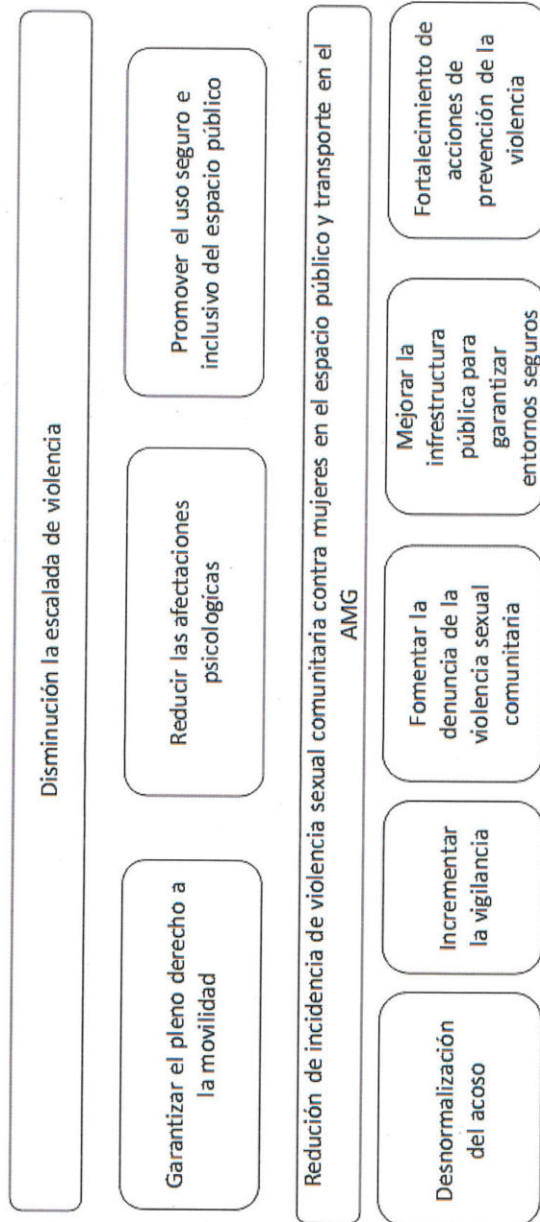 Disminución la escalada de violencia
Garantizar el pleno derecho a
la movilidad
Reducir las afectaciones
psicologícas
Promover el uso seguro e
inclusivo del espacio público
Redución de incidencia de violencia sexual comunitaria contra mujeres en el espacio público y transporte en el
AMG
Desnormalización
del acoso
Incrementar
la vigilancia
Fomentar la
denuncia de la
violencia sexual
comunitaria
Mejorar la
infrestructura
pública para
garantizar
entornos seguros
Fortalecimiento de
acciones de
prevención de la
violencia